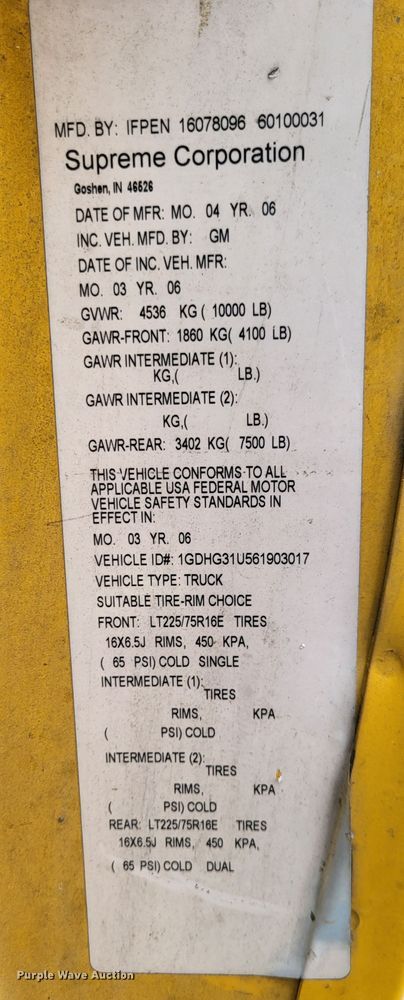 MFD. BY: IFPEN 16078096 60100031
Supreme Corporation
Goshen, IN 46526
DATE OF MFR: MO. 04 YR. 06
INC. VEH. MFD. BY: GM
DATE OF INC. VEH. MFR:
MO. 03 YR. 06
GVWR: 4536 KG ( 10000 LB)
GAWR-FRONT: 1860 KG( 4100 LB)
GAWR INTERMEDIATE (1):
KG,( LB.)
GAWR INTERMEDIATE (2):
KG,( LB.)
GAWR-REAR: 3402 KG( 7500 LB)
THIS VEHICLE CONFORMS TO ALL
APPLICABLE USA FEDERAL MOTOR
VEHICLE SAFETY STANDARDS IN
EFFECT IN:
MO. 03 YR. 06
VEHICLE ID#: 1GDHG31U561903017
VEHICLE TYPE: TRUCK
SUITABLE TIRE-RIM CHOICE
FRONT: LT225/75R16E TIRES
16X6.5J RIMS, 450 KPA,
( 65 PSI) COLD SINGLE
INTERMEDIATE (1):
TIRES
RIMS, KPA
( PSI) COLD
INTERMEDIATE (2):
TIRES
RIMS, KPA
( PSI) COLD
REAR: LT225/75R16E TIRES
16X6.5J RIMS, 450 KPA,
( 65 PSI) COLD DUAL
Purple Wave Auction